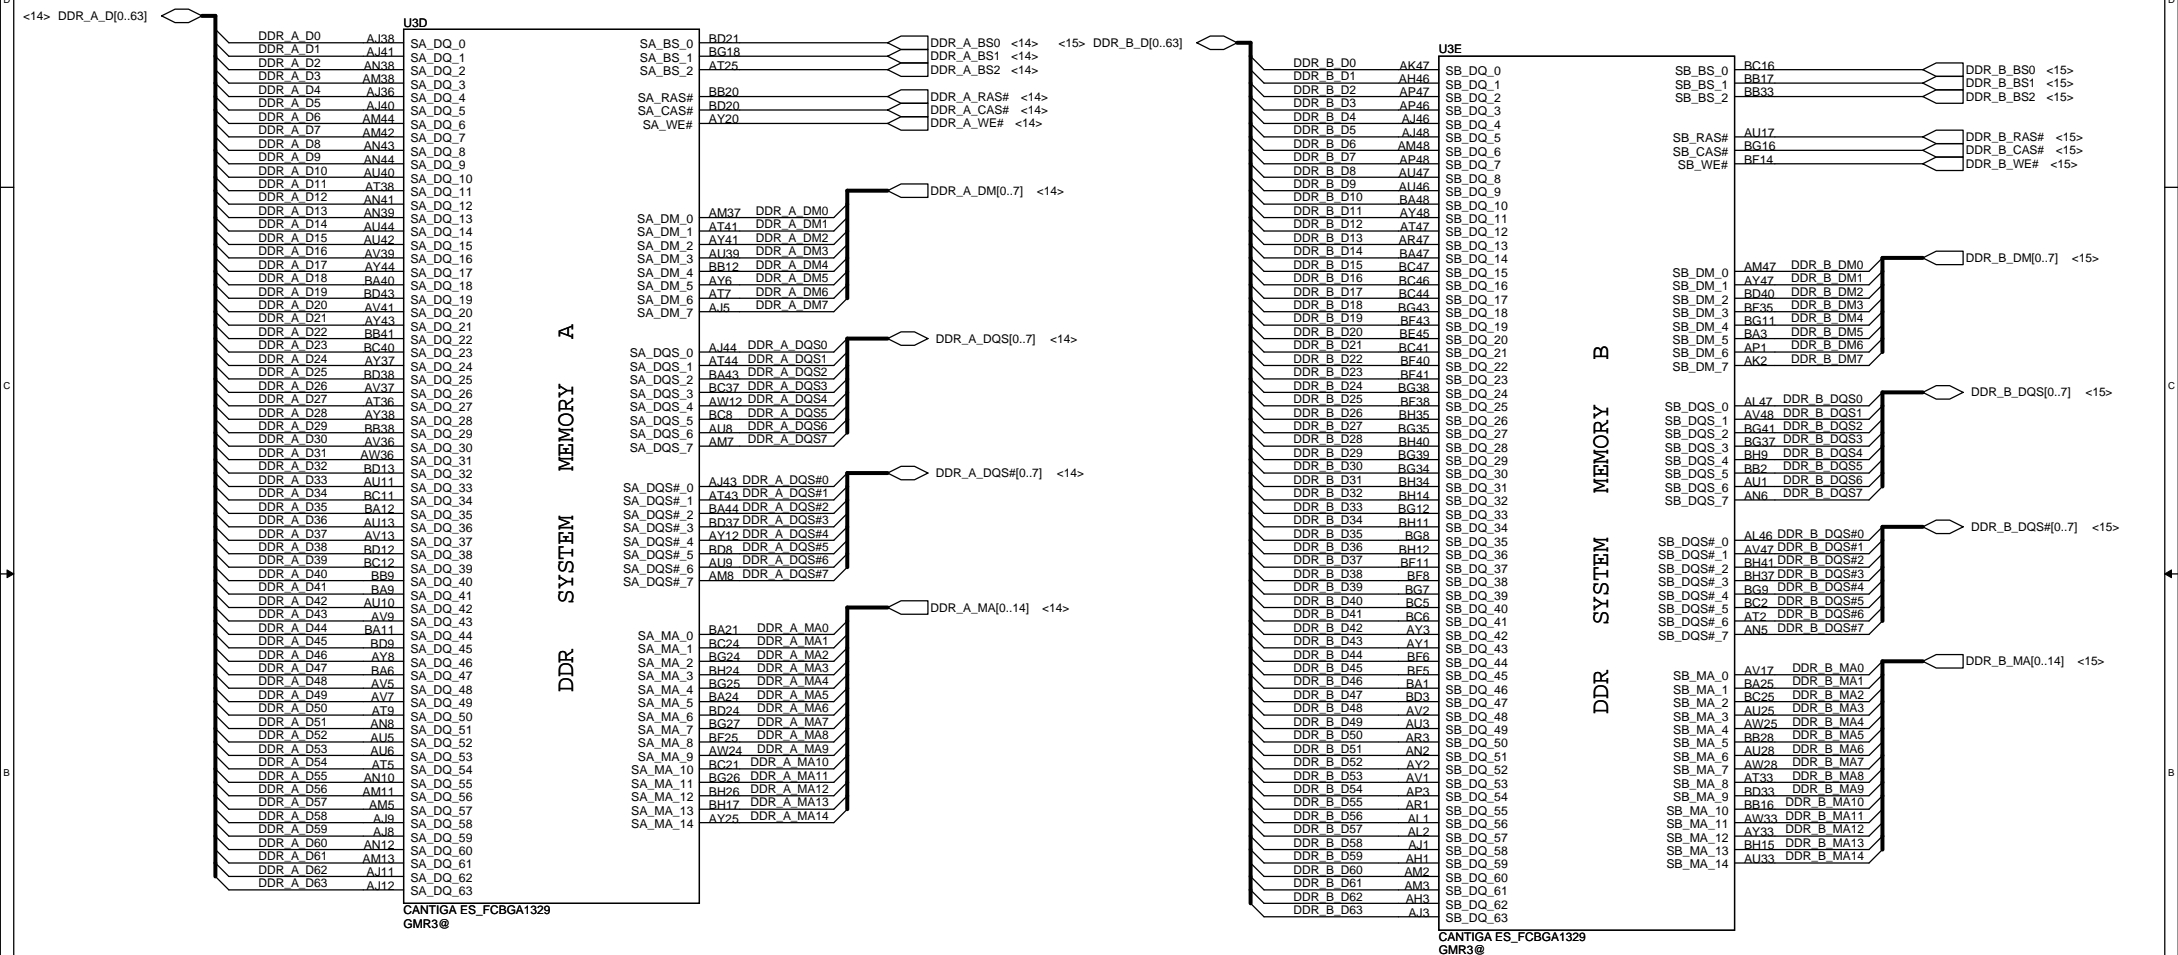 <14> DDR_A_D[0..63]
U3D
DDR_A_D0 AJ38 SA_DQ_0
DDR_A_D1 AJ41 SA_DQ_1
DDR_A_D2 AN38 SA_DQ_2
DDR_A_D3 AM38 SA_DQ_3
DDR_A_D4 AJ36 SA_DQ_4
DDR_A_D5 AJ40 SA_DQ_5
DDR_A_D6 AM44 SA_DQ_6
DDR_A_D7 AM42 SA_DQ_7
DDR_A_D8 AN43 SA_DQ_8
DDR_A_D9 AN44 SA_DQ_9
DDR_A_D10 AU40 SA_DQ_10
DDR_A_D11 AT38 SA_DQ_11
DDR_A_D12 AN41 SA_DQ_12
DDR_A_D13 AN39 SA_DQ_13
DDR_A_D14 AU44 SA_DQ_14
DDR_A_D15 AU42 SA_DQ_15
DDR_A_D16 AV39 SA_DQ_16
DDR_A_D17 AY44 SA_DQ_17
DDR_A_D18 BA40 SA_DQ_18
DDR_A_D19 BD43 SA_DQ_19
DDR_A_D20 AV41 SA_DQ_20
DDR_A_D21 AY43 SA_DQ_21
DDR_A_D22 BB41 SA_DQ_22
DDR_A_D23 BC40 SA_DQ_23
DDR_A_D24 AY37 SA_DQ_24
DDR_A_D25 BD38 SA_DQ_25
DDR_A_D26 AV37 SA_DQ_26
DDR_A_D27 AT36 SA_DQ_27
DDR_A_D28 AY38 SA_DQ_28
DDR_A_D29 BB38 SA_DQ_29
DDR_A_D30 AV36 SA_DQ_30
DDR_A_D31 AW36 SA_DQ_31
DDR_A_D32 BD13 SA_DQ_32
DDR_A_D33 AU11 SA_DQ_33
DDR_A_D34 BC11 SA_DQ_34
DDR_A_D35 BA12 SA_DQ_35
DDR_A_D36 AU13 SA_DQ_36
DDR_A_D37 AV13 SA_DQ_37
DDR_A_D38 BD12 SA_DQ_38
DDR_A_D39 BC12 SA_DQ_39
DDR_A_D40 BB9 SA_DQ_40
DDR_A_D41 BA9 SA_DQ_41
DDR_A_D42 AU10 SA_DQ_42
DDR_A_D43 AV9 SA_DQ_43
DDR_A_D44 BA11 SA_DQ_44
DDR_A_D45 BD9 SA_DQ_45
DDR_A_D46 AY8 SA_DQ_46
DDR_A_D47 BA6 SA_DQ_47
DDR_A_D48 AV5 SA_DQ_48
DDR_A_D49 AV7 SA_DQ_49
DDR_A_D50 AT9 SA_DQ_50
DDR_A_D51 AN8 SA_DQ_51
DDR_A_D52 AU5 SA_DQ_52
DDR_A_D53 AU6 SA_DQ_53
DDR_A_D54 AT5 SA_DQ_54
DDR_A_D55 AN10 SA_DQ_55
DDR_A_D56 AM11 SA_DQ_56
DDR_A_D57 AM5 SA_DQ_57
DDR_A_D58 AJ9 SA_DQ_58
DDR_A_D59 AJ8 SA_DQ_59
DDR_A_D60 AN12 SA_DQ_60
DDR_A_D61 AM13 SA_DQ_61
DDR_A_D62 AJ11 SA_DQ_62
DDR_A_D63 AJ12 SA_DQ_63
DDR SYSTEM MEMORY A
SA_BS_0 BD21 DDR_A_BS0 <14>
SA_BS_1 BG18 DDR_A_BS1 <14>
SA_BS_2 AT25 DDR_A_BS2 <14>
SA_RAS# BB20 DDR_A_RAS# <14>
SA_CAS# BD20 DDR_A_CAS# <14>
SA_WE# AY20 DDR_A_WE# <14>
DDR_A_DM[0..7] <14>
SA_DM_0 AM37 DDR_A_DM0
SA_DM_1 AT41 DDR_A_DM1
SA_DM_2 AY41 DDR_A_DM2
SA_DM_3 AU39 DDR_A_DM3
SA_DM_4 BB12 DDR_A_DM4
SA_DM_5 AY6 DDR_A_DM5
SA_DM_6 AT7 DDR_A_DM6
SA_DM_7 AJ5 DDR_A_DM7
DDR_A_DQS[0..7] <14>
SA_DQS_0 AJ44 DDR_A_DQS0
SA_DQS_1 AT44 DDR_A_DQS1
SA_DQS_2 BA43 DDR_A_DQS2
SA_DQS_3 BC37 DDR_A_DQS3
SA_DQS_4 AW12 DDR_A_DQS4
SA_DQS_5 BC8 DDR_A_DQS5
SA_DQS_6 AU8 DDR_A_DQS6
SA_DQS_7 AM7 DDR_A_DQS7
DDR_A_DQS#[0..7] <14>
SA_DQS#_0 AJ43 DDR_A_DQS#0
SA_DQS#_1 AT43 DDR_A_DQS#1
SA_DQS#_2 BA44 DDR_A_DQS#2
SA_DQS#_3 BD37 DDR_A_DQS#3
SA_DQS#_4 AY12 DDR_A_DQS#4
SA_DQS#_5 BD8 DDR_A_DQS#5
SA_DQS#_6 AU9 DDR_A_DQS#6
SA_DQS#_7 AM8 DDR_A_DQS#7
DDR_A_MA[0..14] <14>
SA_MA_0 BA21 DDR_A_MA0
SA_MA_1 BC24 DDR_A_MA1
SA_MA_2 BG24 DDR_A_MA2
SA_MA_3 BH24 DDR_A_MA3
SA_MA_4 BG25 DDR_A_MA4
SA_MA_5 BA24 DDR_A_MA5
SA_MA_6 BD24 DDR_A_MA6
SA_MA_7 BG27 DDR_A_MA7
SA_MA_8 BF25 DDR_A_MA8
SA_MA_9 AW24 DDR_A_MA9
SA_MA_10 BC21 DDR_A_MA10
SA_MA_11 BG26 DDR_A_MA11
SA_MA_12 BH26 DDR_A_MA12
SA_MA_13 BH17 DDR_A_MA13
SA_MA_14 AY25 DDR_A_MA14
CANTIGA ES_FCBGA1329
GMR3@
<15> DDR_B_D[0..63]
U3E
DDR_B_D0 AK47 SB_DQ_0
DDR_B_D1 AH46 SB_DQ_1
DDR_B_D2 AP47 SB_DQ_2
DDR_B_D3 AP46 SB_DQ_3
DDR_B_D4 AJ46 SB_DQ_4
DDR_B_D5 AJ48 SB_DQ_5
DDR_B_D6 AM48 SB_DQ_6
DDR_B_D7 AP48 SB_DQ_7
DDR_B_D8 AU47 SB_DQ_8
DDR_B_D9 AU46 SB_DQ_9
DDR_B_D10 BA48 SB_DQ_10
DDR_B_D11 AY48 SB_DQ_11
DDR_B_D12 AT47 SB_DQ_12
DDR_B_D13 AR47 SB_DQ_13
DDR_B_D14 BA47 SB_DQ_14
DDR_B_D15 BC47 SB_DQ_15
DDR_B_D16 BC46 SB_DQ_16
DDR_B_D17 BC44 SB_DQ_17
DDR_B_D18 BG43 SB_DQ_18
DDR_B_D19 BF43 SB_DQ_19
DDR_B_D20 BE45 SB_DQ_20
DDR_B_D21 BC41 SB_DQ_21
DDR_B_D22 BF40 SB_DQ_22
DDR_B_D23 BF41 SB_DQ_23
DDR_B_D24 BG38 SB_DQ_24
DDR_B_D25 BF38 SB_DQ_25
DDR_B_D26 BH35 SB_DQ_26
DDR_B_D27 BG35 SB_DQ_27
DDR_B_D28 BH40 SB_DQ_28
DDR_B_D29 BG39 SB_DQ_29
DDR_B_D30 BG34 SB_DQ_30
DDR_B_D31 BH34 SB_DQ_31
DDR_B_D32 BH14 SB_DQ_32
DDR_B_D33 BG12 SB_DQ_33
DDR_B_D34 BH11 SB_DQ_34
DDR_B_D35 BG8 SB_DQ_35
DDR_B_D36 BH12 SB_DQ_36
DDR_B_D37 BF11 SB_DQ_37
DDR_B_D38 BF8 SB_DQ_38
DDR_B_D39 BG7 SB_DQ_39
DDR_B_D40 BC5 SB_DQ_40
DDR_B_D41 BC6 SB_DQ_41
DDR_B_D42 AY3 SB_DQ_42
DDR_B_D43 AY1 SB_DQ_43
DDR_B_D44 BF6 SB_DQ_44
DDR_B_D45 BF5 SB_DQ_45
DDR_B_D46 BA1 SB_DQ_46
DDR_B_D47 BD3 SB_DQ_47
DDR_B_D48 AV2 SB_DQ_48
DDR_B_D49 AU3 SB_DQ_49
DDR_B_D50 AR3 SB_DQ_50
DDR_B_D51 AN2 SB_DQ_51
DDR_B_D52 AY2 SB_DQ_52
DDR_B_D53 AV1 SB_DQ_53
DDR_B_D54 AP3 SB_DQ_54
DDR_B_D55 AR1 SB_DQ_55
DDR_B_D56 AL1 SB_DQ_56
DDR_B_D57 AL2 SB_DQ_57
DDR_B_D58 AJ1 SB_DQ_58
DDR_B_D59 AH1 SB_DQ_59
DDR_B_D60 AM2 SB_DQ_60
DDR_B_D61 AM3 SB_DQ_61
DDR_B_D62 AH3 SB_DQ_62
DDR_B_D63 AJ3 SB_DQ_63
DDR SYSTEM MEMORY B
SB_BS_0 BC16 DDR_B_BS0 <15>
SB_BS_1 BB17 DDR_B_BS1 <15>
SB_BS_2 BB33 DDR_B_BS2 <15>
SB_RAS# AU17 DDR_B_RAS# <15>
SB_CAS# BG16 DDR_B_CAS# <15>
SB_WE# BF14 DDR_B_WE# <15>
DDR_B_DM[0..7] <15>
SB_DM_0 AM47 DDR_B_DM0
SB_DM_1 AY47 DDR_B_DM1
SB_DM_2 BD40 DDR_B_DM2
SB_DM_3 BF35 DDR_B_DM3
SB_DM_4 BG11 DDR_B_DM4
SB_DM_5 BA3 DDR_B_DM5
SB_DM_6 AP1 DDR_B_DM6
SB_DM_7 AK2 DDR_B_DM7
DDR_B_DQS[0..7] <15>
SB_DQS_0 AL47 DDR_B_DQS0
SB_DQS_1 AV48 DDR_B_DQS1
SB_DQS_2 BG41 DDR_B_DQS2
SB_DQS_3 BG37 DDR_B_DQS3
SB_DQS_4 BH9 DDR_B_DQS4
SB_DQS_5 BB2 DDR_B_DQS5
SB_DQS_6 AU1 DDR_B_DQS6
SB_DQS_7 AN6 DDR_B_DQS7
DDR_B_DQS#[0..7] <15>
SB_DQS#_0 AL46 DDR_B_DQS#0
SB_DQS#_1 AV47 DDR_B_DQS#1
SB_DQS#_2 BH41 DDR_B_DQS#2
SB_DQS#_3 BH37 DDR_B_DQS#3
SB_DQS#_4 BG9 DDR_B_DQS#4
SB_DQS#_5 BC2 DDR_B_DQS#5
SB_DQS#_6 AT2 DDR_B_DQS#6
SB_DQS#_7 AN5 DDR_B_DQS#7
DDR_B_MA[0..14] <15>
SB_MA_0 AV17 DDR_B_MA0
SB_MA_1 BA25 DDR_B_MA1
SB_MA_2 BC25 DDR_B_MA2
SB_MA_3 AU25 DDR_B_MA3
SB_MA_4 AW25 DDR_B_MA4
SB_MA_5 BB28 DDR_B_MA5
SB_MA_6 AU28 DDR_B_MA6
SB_MA_7 AW28 DDR_B_MA7
SB_MA_8 AT33 DDR_B_MA8
SB_MA_9 BD33 DDR_B_MA9
SB_MA_10 BB16 DDR_B_MA10
SB_MA_11 AW33 DDR_B_MA11
SB_MA_12 AY33 DDR_B_MA12
SB_MA_13 BH15 DDR_B_MA13
SB_MA_14 AU33 DDR_B_MA14
CANTIGA ES_FCBGA1329
GMR3@
C C
B B